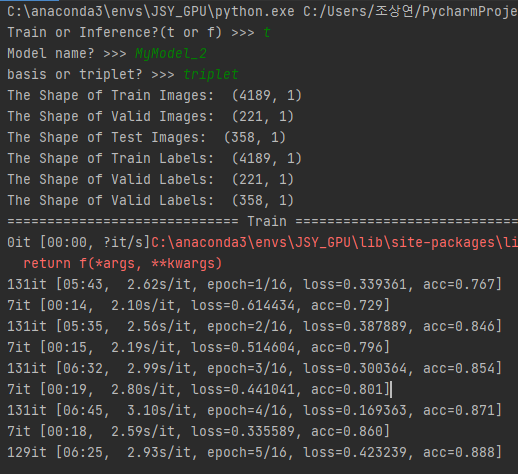 C:\anaconda3\envs\JSY_GPU\python.exe C:/Users/조상연/PycharmProje
Train or Inference?(t or f) >>> t
Model name? >>> MyModel_2
basis or triplet? >>> triplet
The Shape of Train Images:  (4189, 1)
The Shape of Valid Images:  (221, 1)
The Shape of Test Images:  (358, 1)
The Shape of Train Labels:  (4189, 1)
The Shape of Valid Labels:  (221, 1)
The Shape of Valid Labels:  (358, 1)
============================= Train ============================
0it [00:00, ?it/s]C:\anaconda3\envs\JSY_GPU\lib\site-packages\li
  return f(*args, **kwargs)
131it [05:43,  2.62s/it, epoch=1/16, loss=0.339361, acc=0.767]
7it [00:14,  2.10s/it, loss=0.614434, acc=0.729]
131it [05:35,  2.56s/it, epoch=2/16, loss=0.387889, acc=0.846]
7it [00:15,  2.19s/it, loss=0.514604, acc=0.796]
131it [06:32,  2.99s/it, epoch=3/16, loss=0.300364, acc=0.854]
7it [00:19,  2.80s/it, loss=0.441041, acc=0.801]
131it [06:45,  3.10s/it, epoch=4/16, loss=0.169363, acc=0.871]
7it [00:18,  2.59s/it, loss=0.335589, acc=0.860]
129it [06:25,  2.93s/it, epoch=5/16, loss=0.423239, acc=0.888]